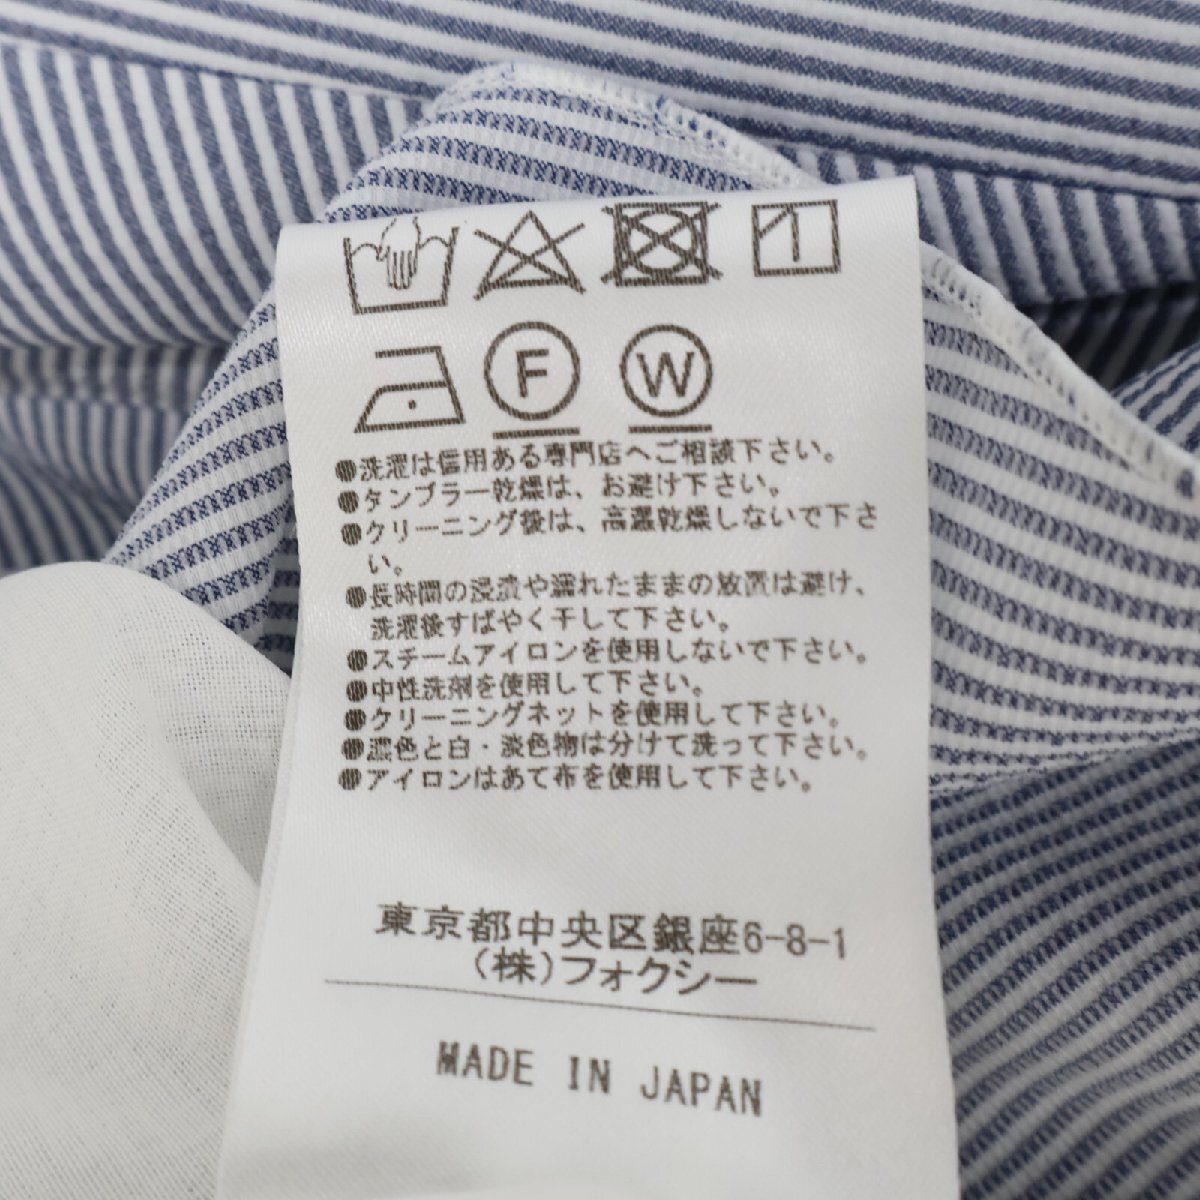 F W
●洗濯は信用ある専門店へご相談下さい。
●タンブラー乾燥は、お避け下さい。
●クリーニング後は、高温乾燥しないで下さ
い。
●長時間の浸漬や濡れたままの放置は避け、
洗濯後すばやく干して下さい。
●スチームアイロンを使用しないで下さい。
●中性洗剤を使用して下さい。
●クリーニングネットを使用して下さい。
●濃色と白・淡色物は分けて洗って下さい。
●アイロンはあて布を使用して下さい。
東京都中央区銀座6-8-1
(株)フォクシー
MADE IN JAPAN